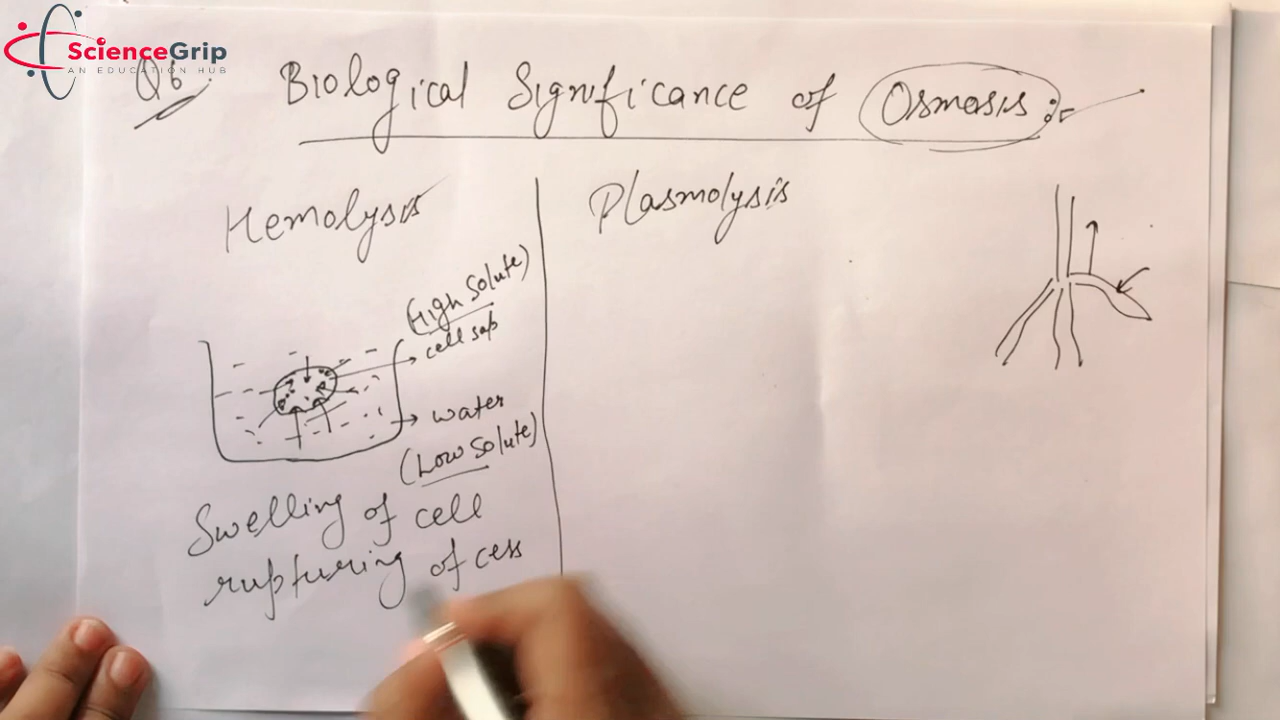 ScienceGrip
AN EDUCATION HUB
Q6.
Biological Significance of Osmosis :-
Hemolysis
(High Solute)
cell sap
water
(Low Solute)
Swelling of cell
rupturing of cess
Plasmolysis